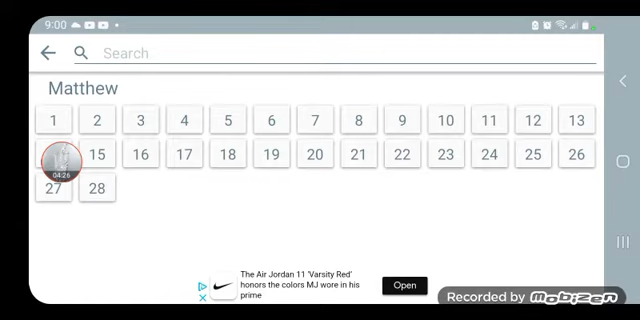 9:00
Search
Matthew
1 2 3 4 5 6 7 8 9 10 11 12 13
15 16 17 18 19 20 21 22 23 24 25 26
04:26
27 28
The Air Jordan 11 'Varsity Red'
honors the colors MJ wore in his
prime
Open
Recorded by Mobizen